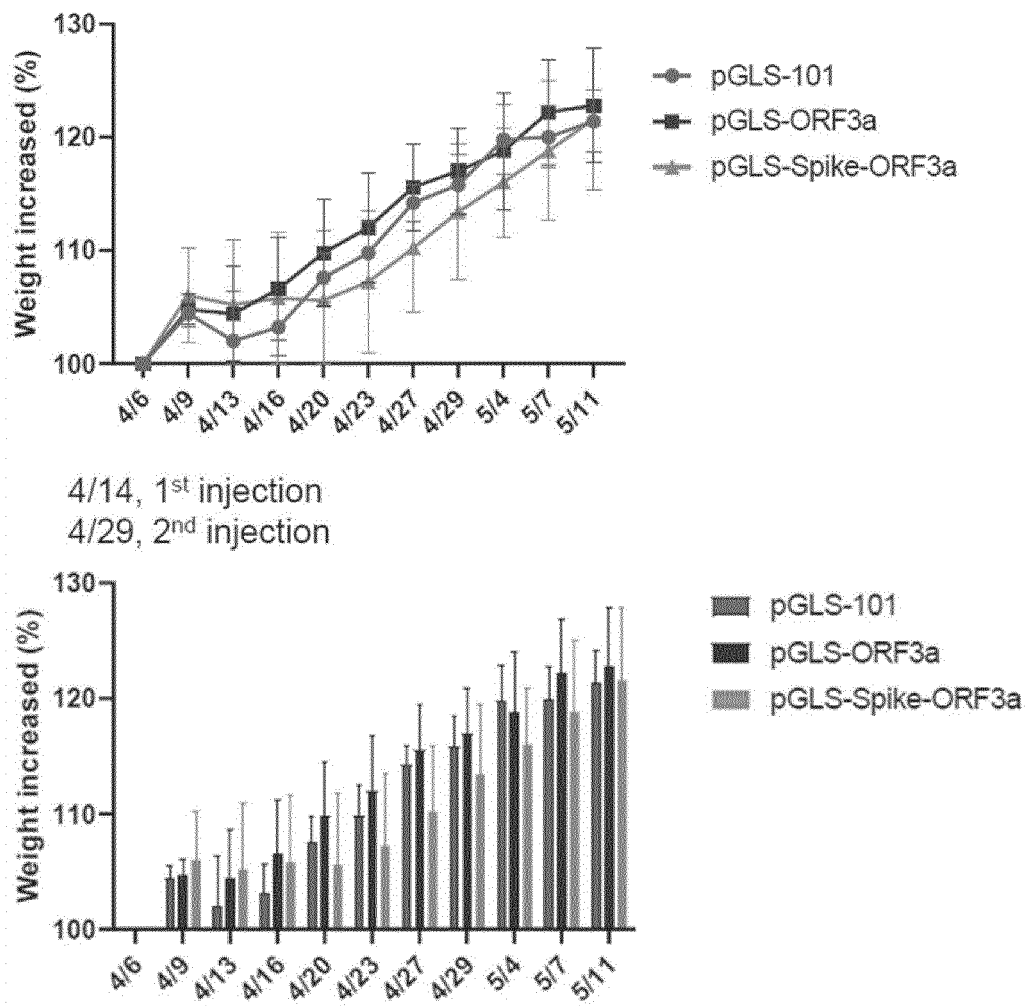 130
120
110
100
Weight increased (%)
4/6 4/9 4/13 4/16 4/20 4/23 4/27 4/29 5/4 5/7 5/11
pGLS-101
pGLS-ORF3a
pGLS-Spike-ORF3a
4/14, 1st injection
4/29, 2nd injection
130
120
110
100
Weight increased (%)
4/6 4/9 4/13 4/16 4/20 4/23 4/27 4/29 5/4 5/7 5/11
pGLS-101
pGLS-ORF3a
pGLS-Spike-ORF3a